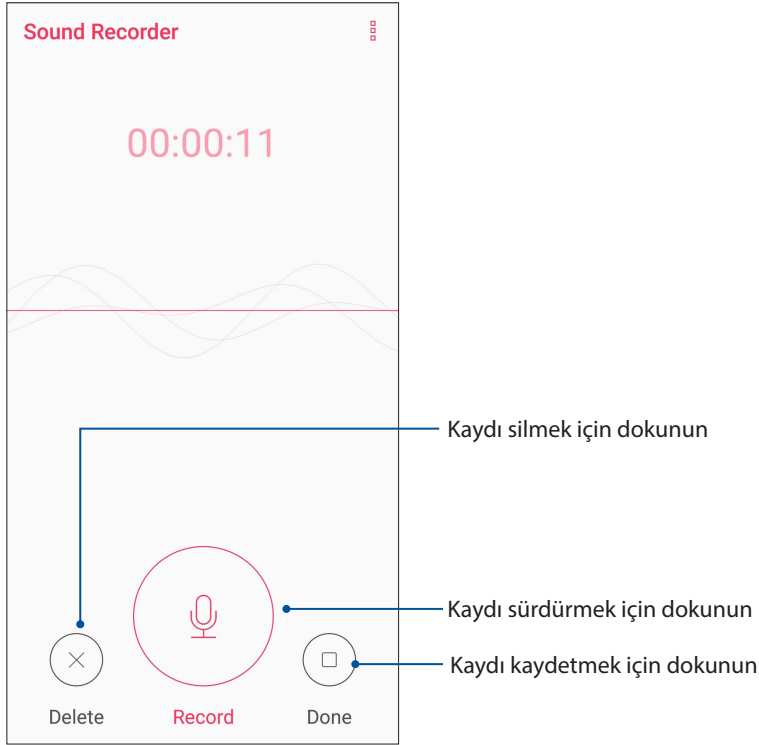 Sound Recorder
00:00:11
Kaydı silmek için dokunun
Kaydı sürdürmek için dokunun
Kaydı kaydetmek için dokunun
Delete
Record
Done